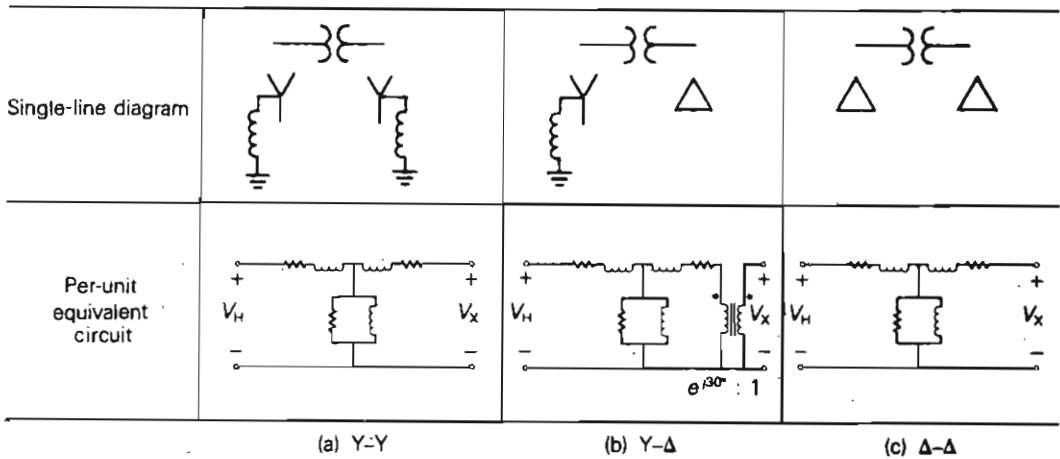 Single-line diagram
Per-unit
equivalent
circuit
+
V_H
−
+
V_X
−
+
V_H
−
+
V_X
−
e^{j30°} : 1
+
V_H
−
+
V_X
−
(a) Y–Y
(b) Y–Δ
(c) Δ–Δ